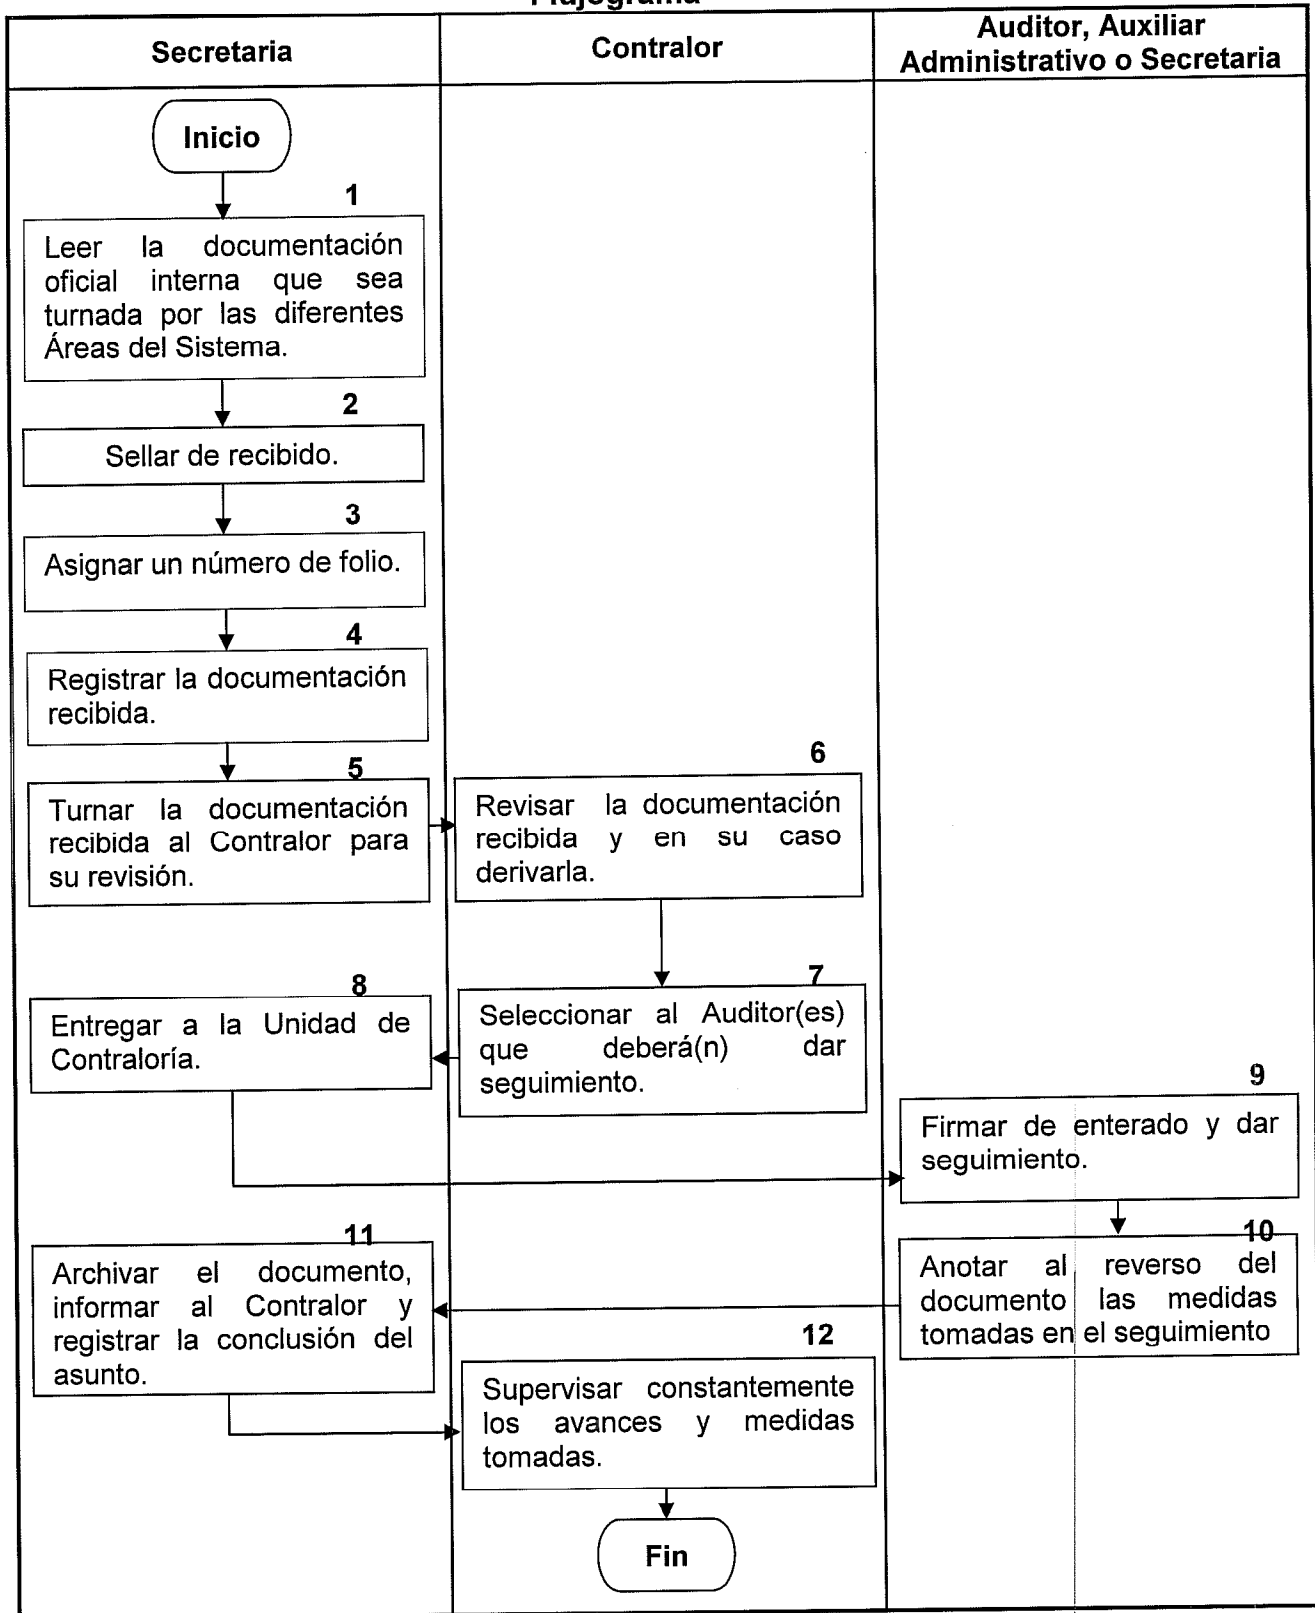 Secretaria
Contralor
Auditor, Auxiliar
Administrativo o Secretaria
Inicio
1
Leer la documentación
oficial interna que sea
turnada por las diferentes
Áreas del Sistema.
2
Sellar de recibido.
3
Asignar un número de folio.
4
Registrar la documentación
recibida.
5
Turnar la documentación
recibida al Contralor para
su revisión.
6
Revisar la documentación
recibida y en su caso
derivarla.
7
Seleccionar al Auditor(es)
que deberá(n) dar
seguimiento.
8
Entregar a la Unidad de
Contraloría.
9
Firmar de enterado y dar
seguimiento.
10
Anotar al reverso del
documento las medidas
tomadas en el seguimiento
11
Archivar el documento,
informar al Contralor y
registrar la conclusión del
asunto.
12
Supervisar constantemente
los avances y medidas
tomadas.
Fin